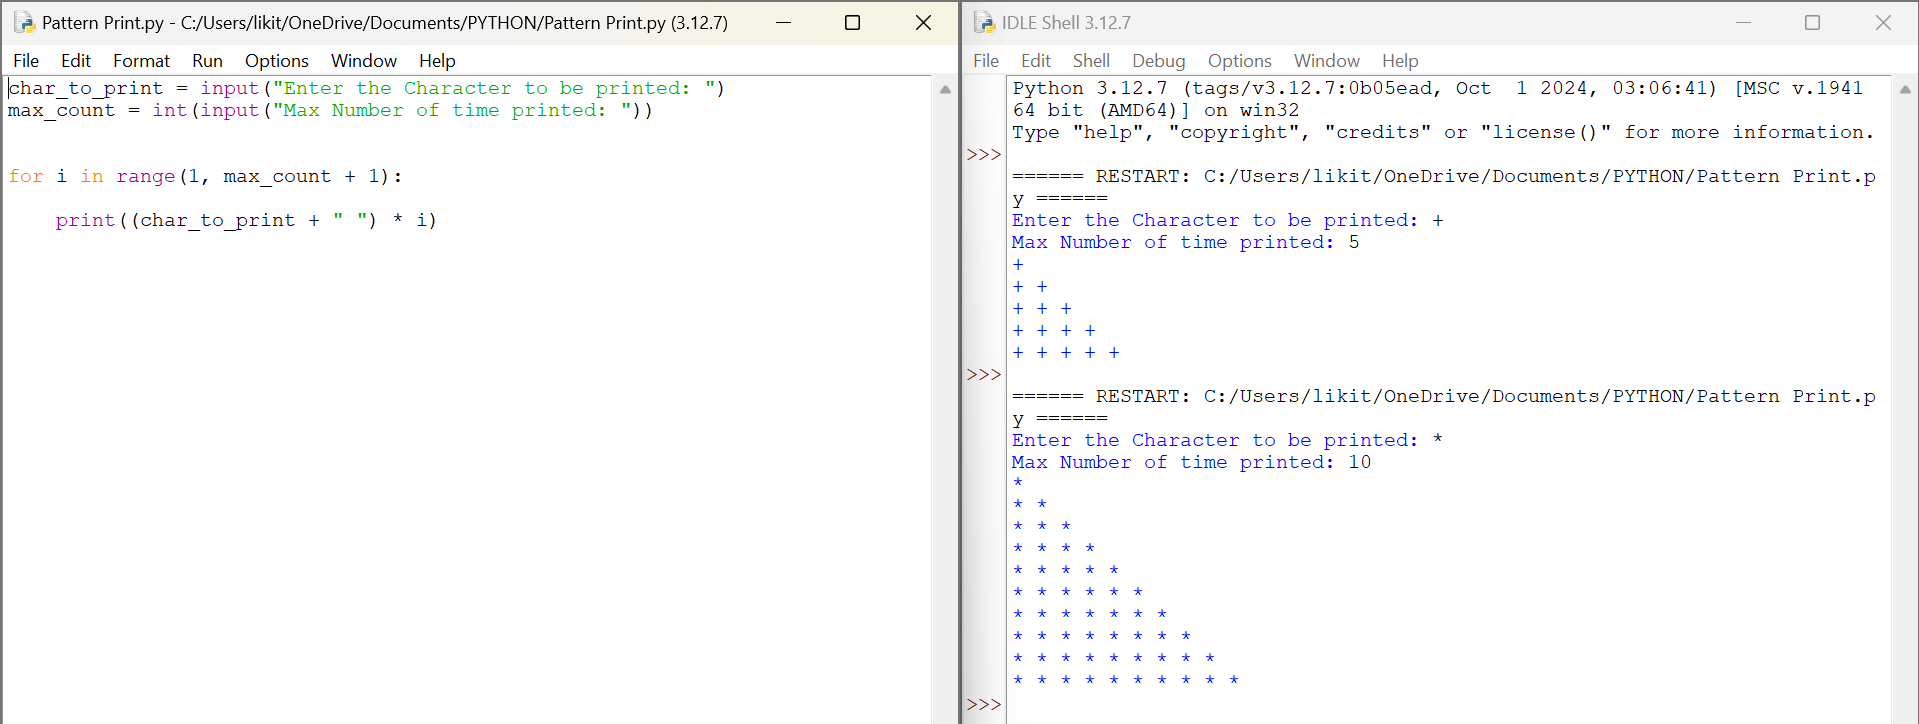 Pattern Print.py - C:/Users/likit/OneDrive/Documents/PYTHON/Pattern Print.py (3.12.7)
File Edit Format Run Options Window Help
char_to_print = input("Enter the Character to be printed: ")
max_count = int(input("Max Number of time printed: "))
for i in range(1, max_count + 1):
    print((char_to_print + " ") * i)
IDLE Shell 3.12.7
File Edit Shell Debug Options Window Help
Python 3.12.7 (tags/v3.12.7:0b05ead, Oct  1 2024, 03:06:41) [MSC v.1941
64 bit (AMD64)] on win32
Type "help", "copyright", "credits" or "license()" for more information.
>>>
====== RESTART: C:/Users/likit/OneDrive/Documents/PYTHON/Pattern Print.p
y ======
Enter the Character to be printed: +
Max Number of time printed: 5
+
+ +
+ + +
+ + + +
+ + + + +
>>>
====== RESTART: C:/Users/likit/OneDrive/Documents/PYTHON/Pattern Print.p
y ======
Enter the Character to be printed: *
Max Number of time printed: 10
*
* *
* * *
* * * *
* * * * *
* * * * * *
* * * * * * *
* * * * * * * *
* * * * * * * * *
* * * * * * * * * *
>>>